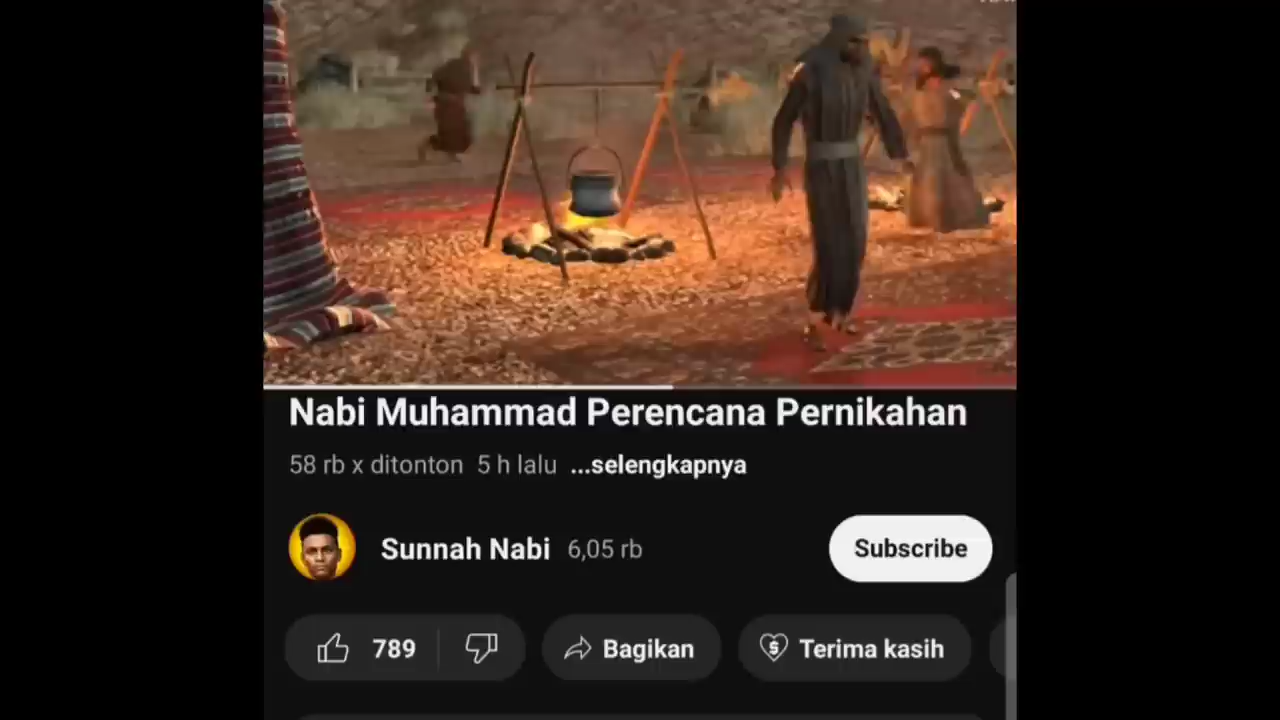 Nabi Muhammad Perencana Pernikahan
58 rb x ditonton 5 h lalu ...selengkapnya
Sunnah Nabi 6,05 rb
Subscribe
789 Bagikan Terima kasih